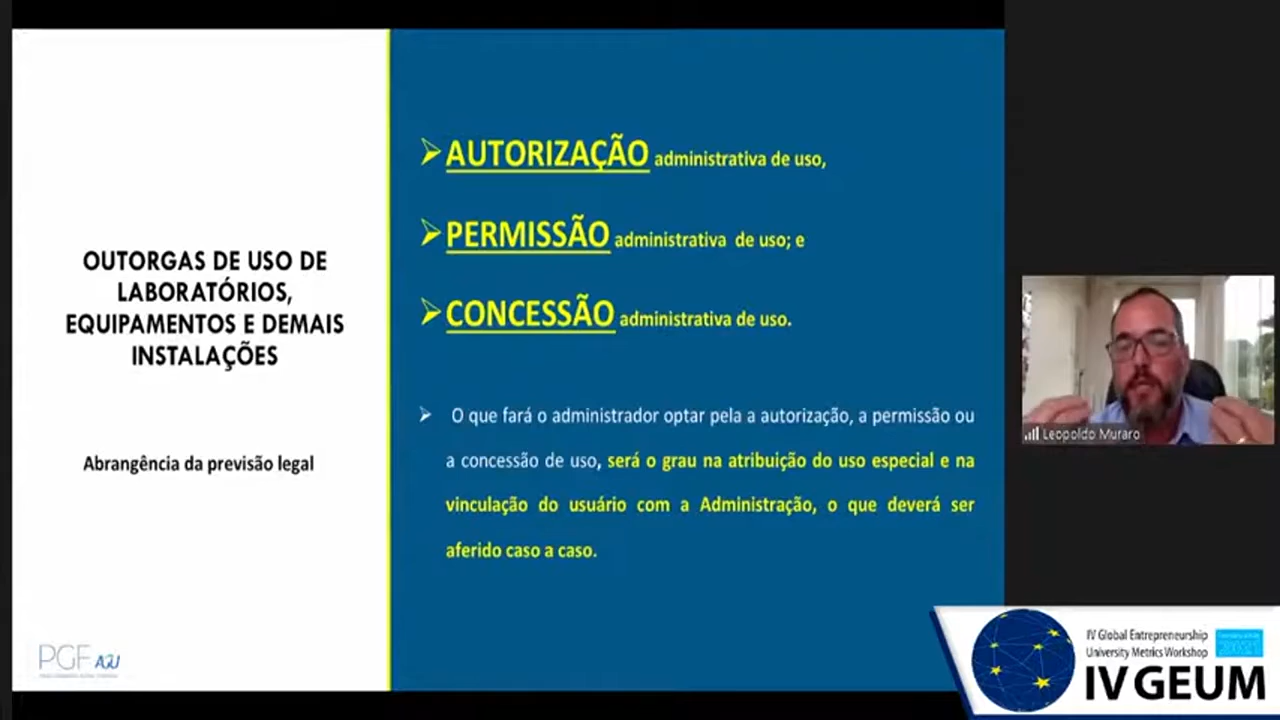 OUTORGAS DE USO DE
LABORATÓRIOS,
EQUIPAMENTOS E DEMAIS
INSTALAÇÕES
Abrangência da previsão legal
PGF AGU
AUTORIZAÇÃO administrativa de uso,
PERMISSÃO administrativa de uso; e
CONCESSÃO administrativa de uso.
O que fará o administrador optar pela a autorização, a permissão ou
a concessão de uso, será o grau na atribuição do uso especial e na
vinculação do usuário com a Administração, o que deverá ser
aferido caso a caso.
Leopoldo Muraro
IV Global Entrepreneurship
University Metrics Workshop
IV GEUM